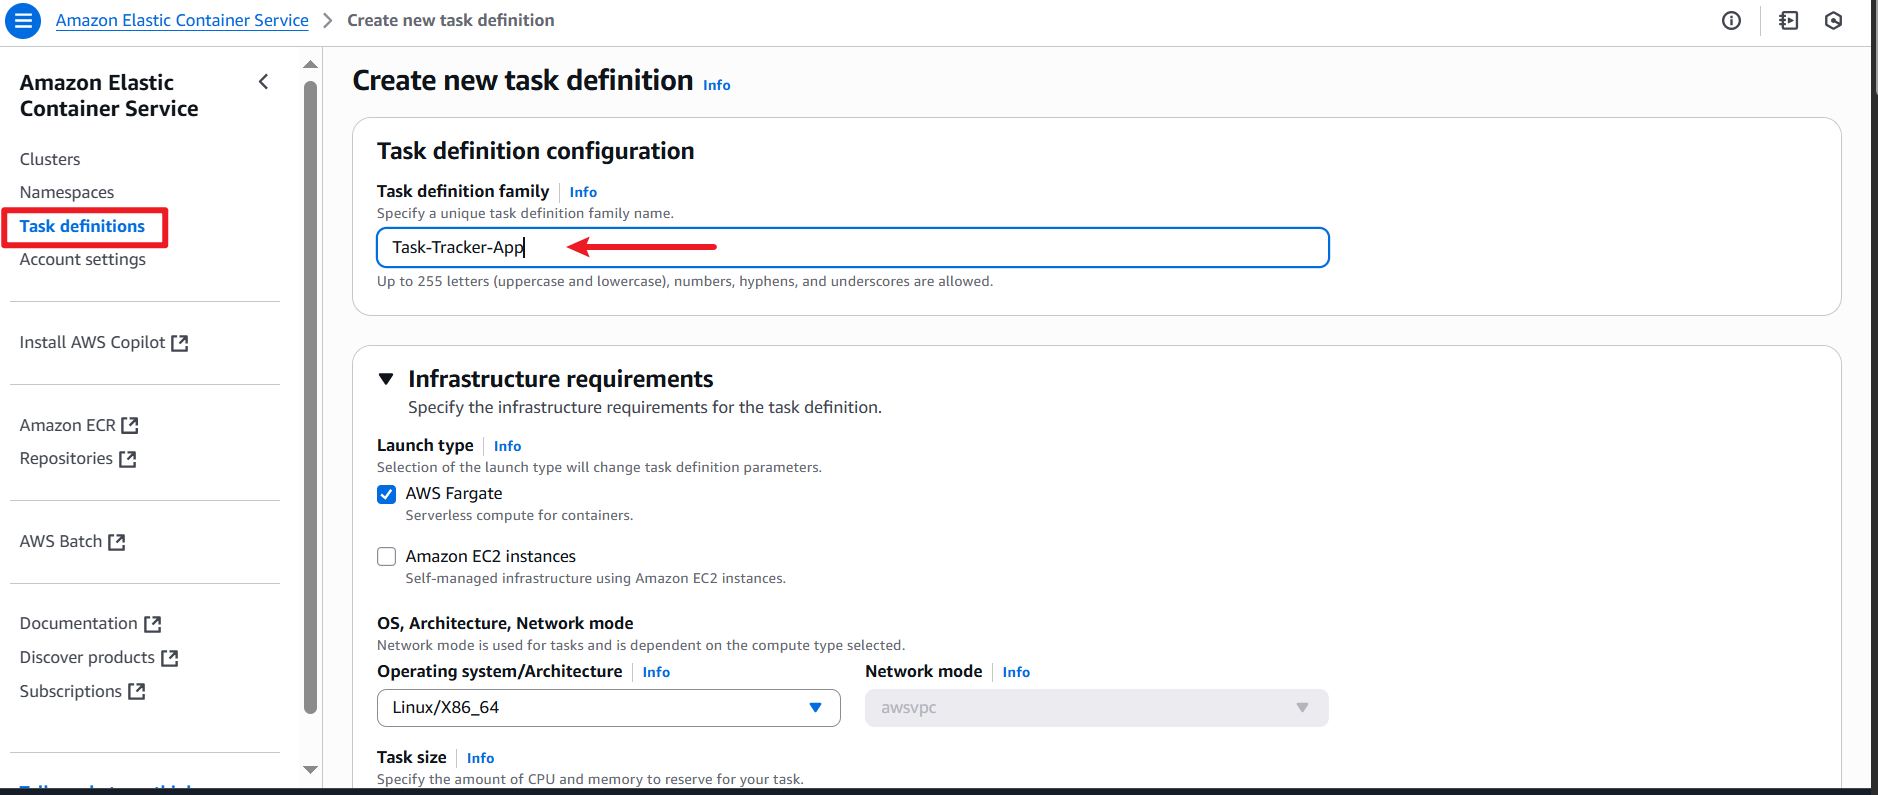 Amazon Elastic Container Service > Create new task definition
Amazon Elastic
Container Service
Clusters
Namespaces
Task definitions
Account settings
Install AWS Copilot
Amazon ECR
Repositories
AWS Batch
Documentation
Discover products
Subscriptions
Create new task definition Info
Task definition configuration
Task definition family Info
Specify a unique task definition family name.
Task-Tracker-App
Up to 255 letters (uppercase and lowercase), numbers, hyphens, and underscores are allowed.
Infrastructure requirements
Specify the infrastructure requirements for the task definition.
Launch type Info
Selection of the launch type will change task definition parameters.
AWS Fargate
Serverless compute for containers.
Amazon EC2 instances
Self-managed infrastructure using Amazon EC2 instances.
OS, Architecture, Network mode
Network mode is used for tasks and is dependent on the compute type selected.
Operating system/Architecture Info Network mode Info
Linux/X86_64 awsvpc
Task size Info
Specify the amount of CPU and memory to reserve for your task.